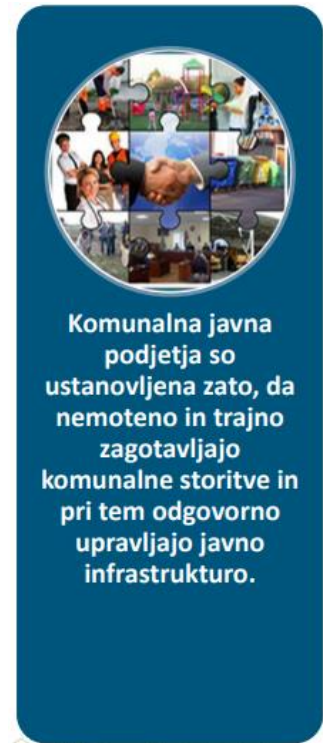 Komunalna javna
podjetja so
ustanovljena zato, da
nemoteno in trajno
zagotavljajo
komunalne storitve in
pri tem odgovorno
upravljajo javno
infrastrukturo.